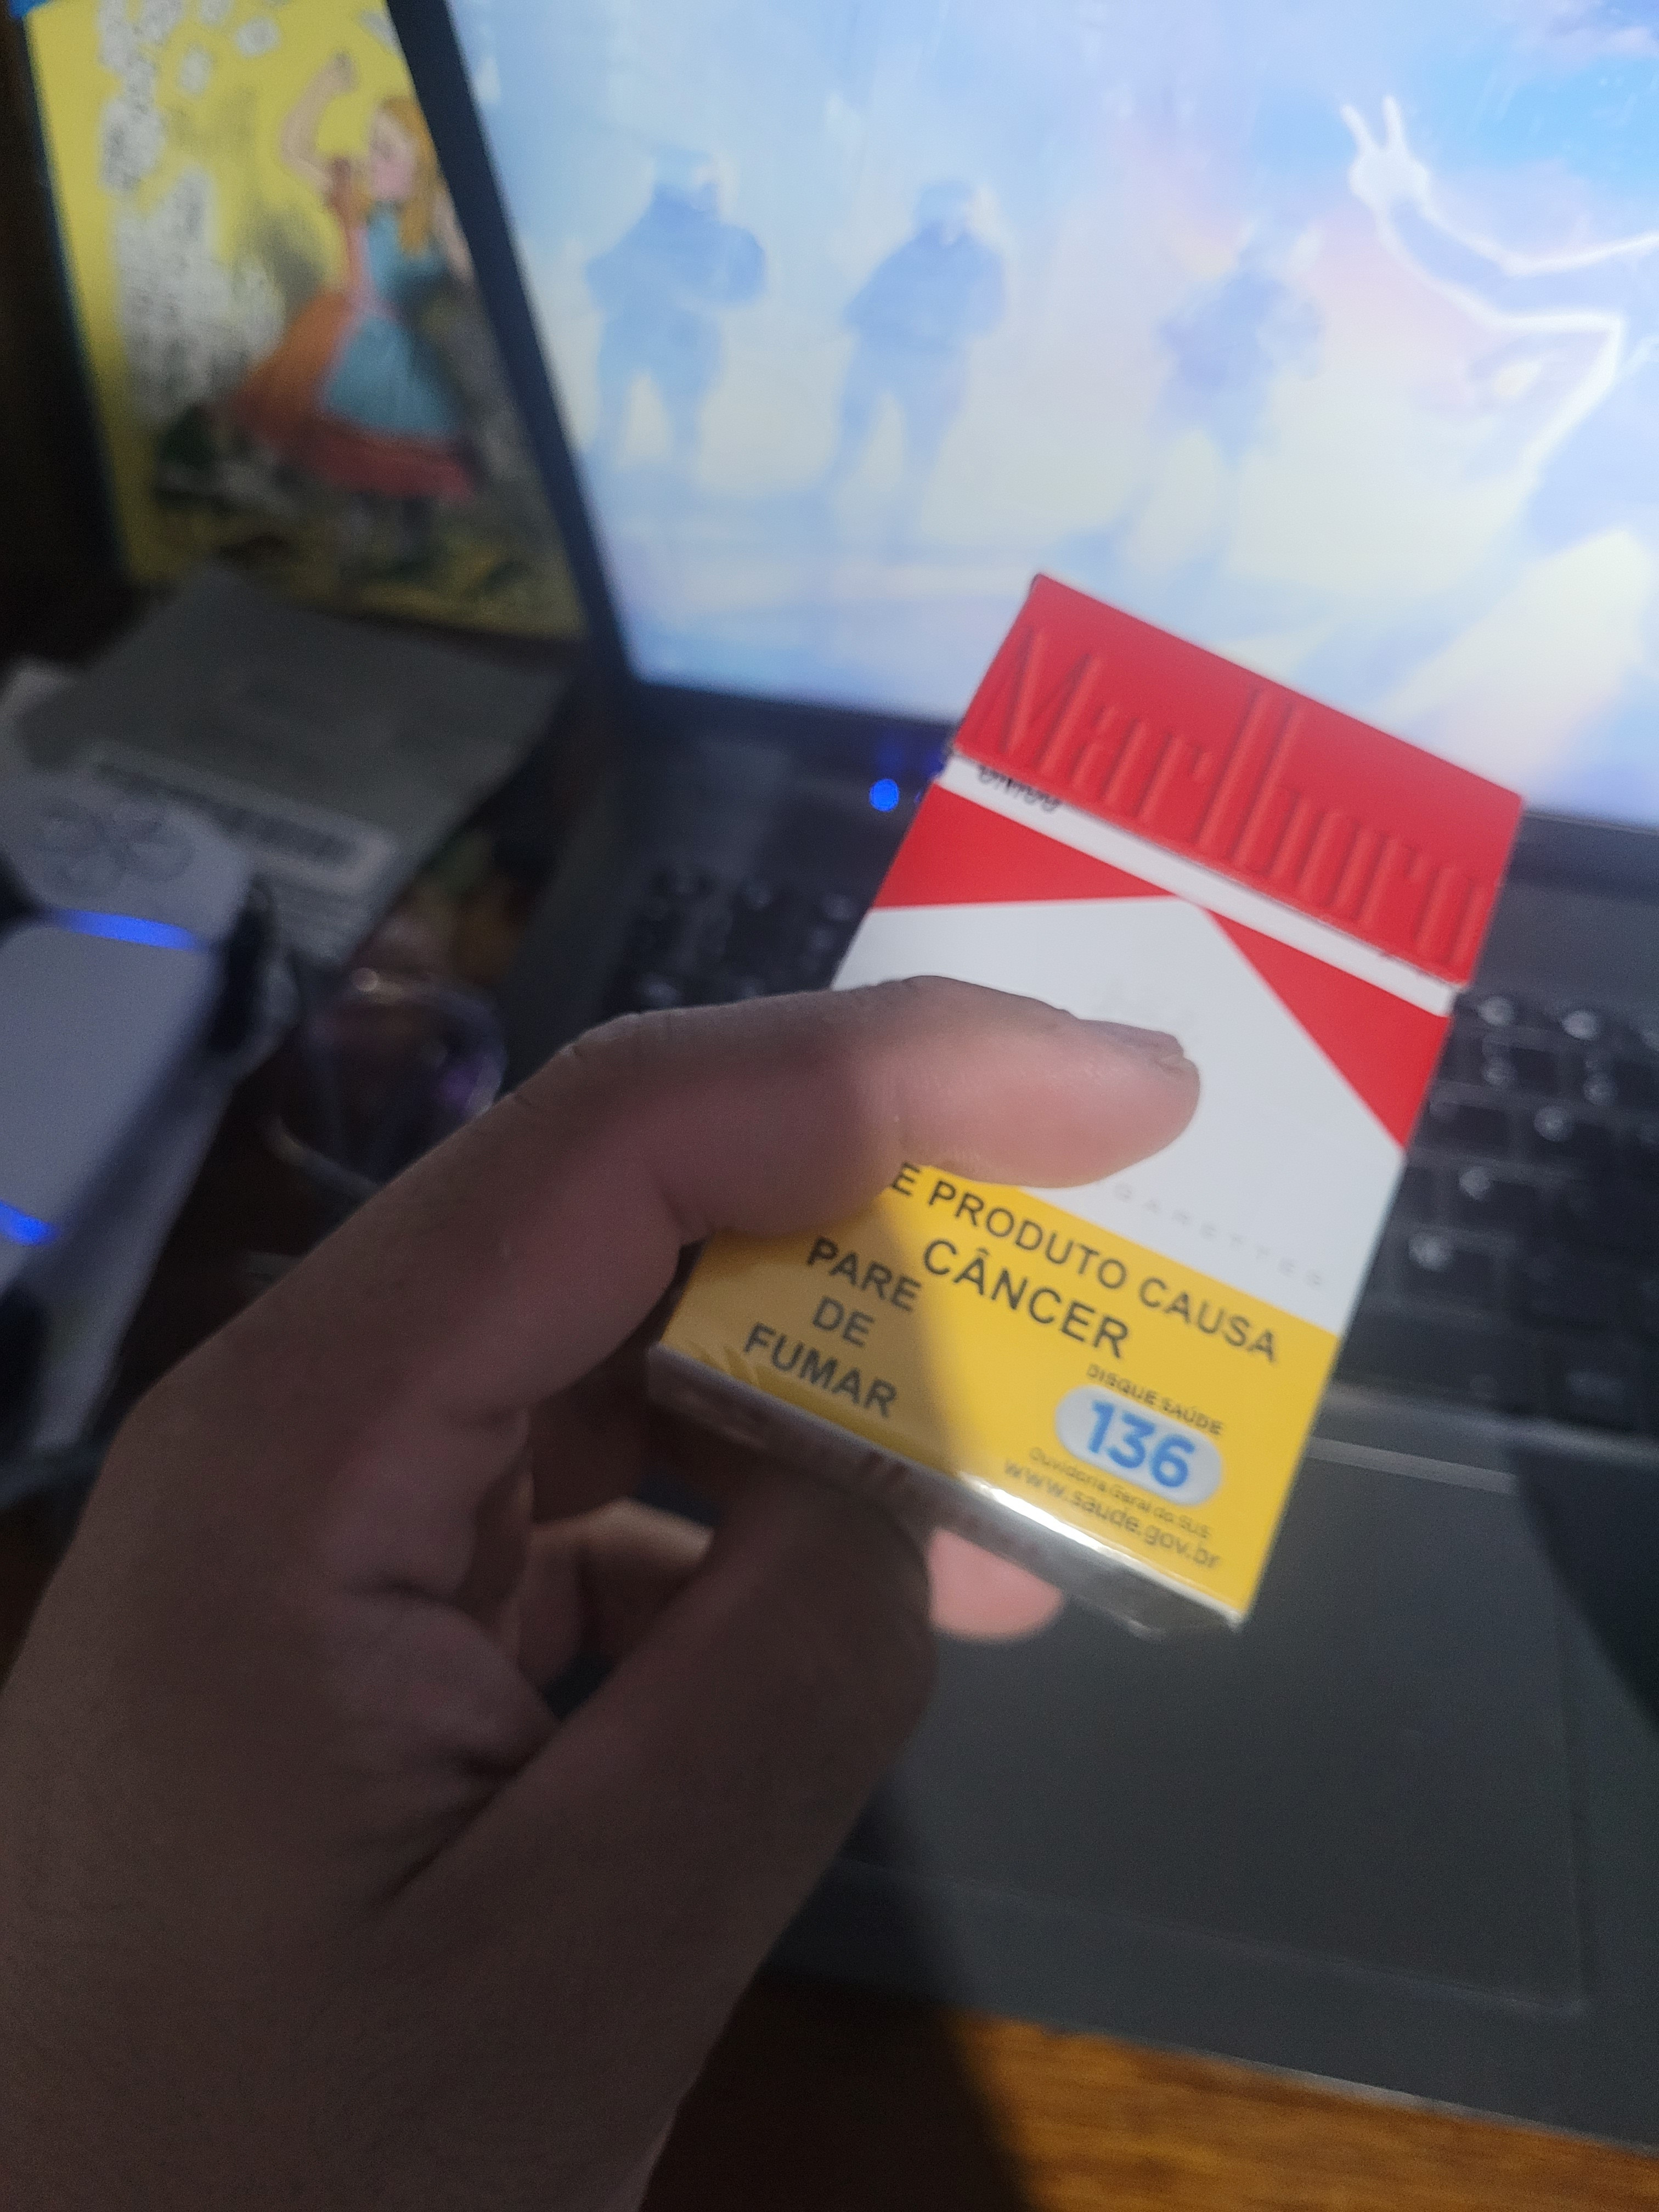 Marlboro
E PRODUTO CAUSA
CÂNCER
PARE
DE
FUMAR
DISQUE SAÚDE
136
Ouvidoria Geral do SUS
www.saude.gov.br